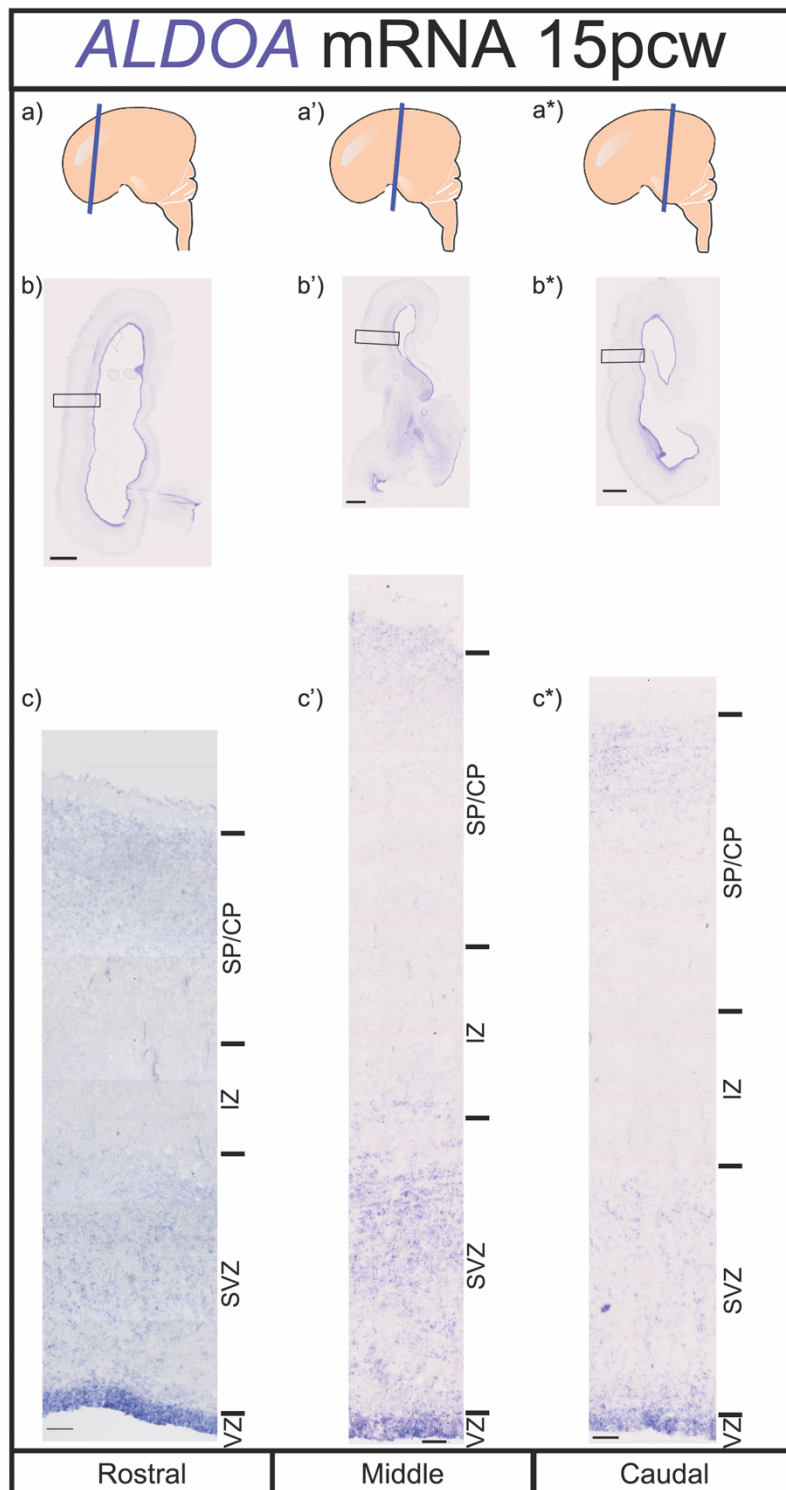 ALDOA mRNA 15pcw
a)
a')
a*)
b)
b')
b*)
c)
SP/CP
IZ
SVZ
VZ
c')
SP/CP
IZ
SVZ
VZ
c*)
SP/CP
IZ
SVZ
VZ
Rostral
Middle
Caudal